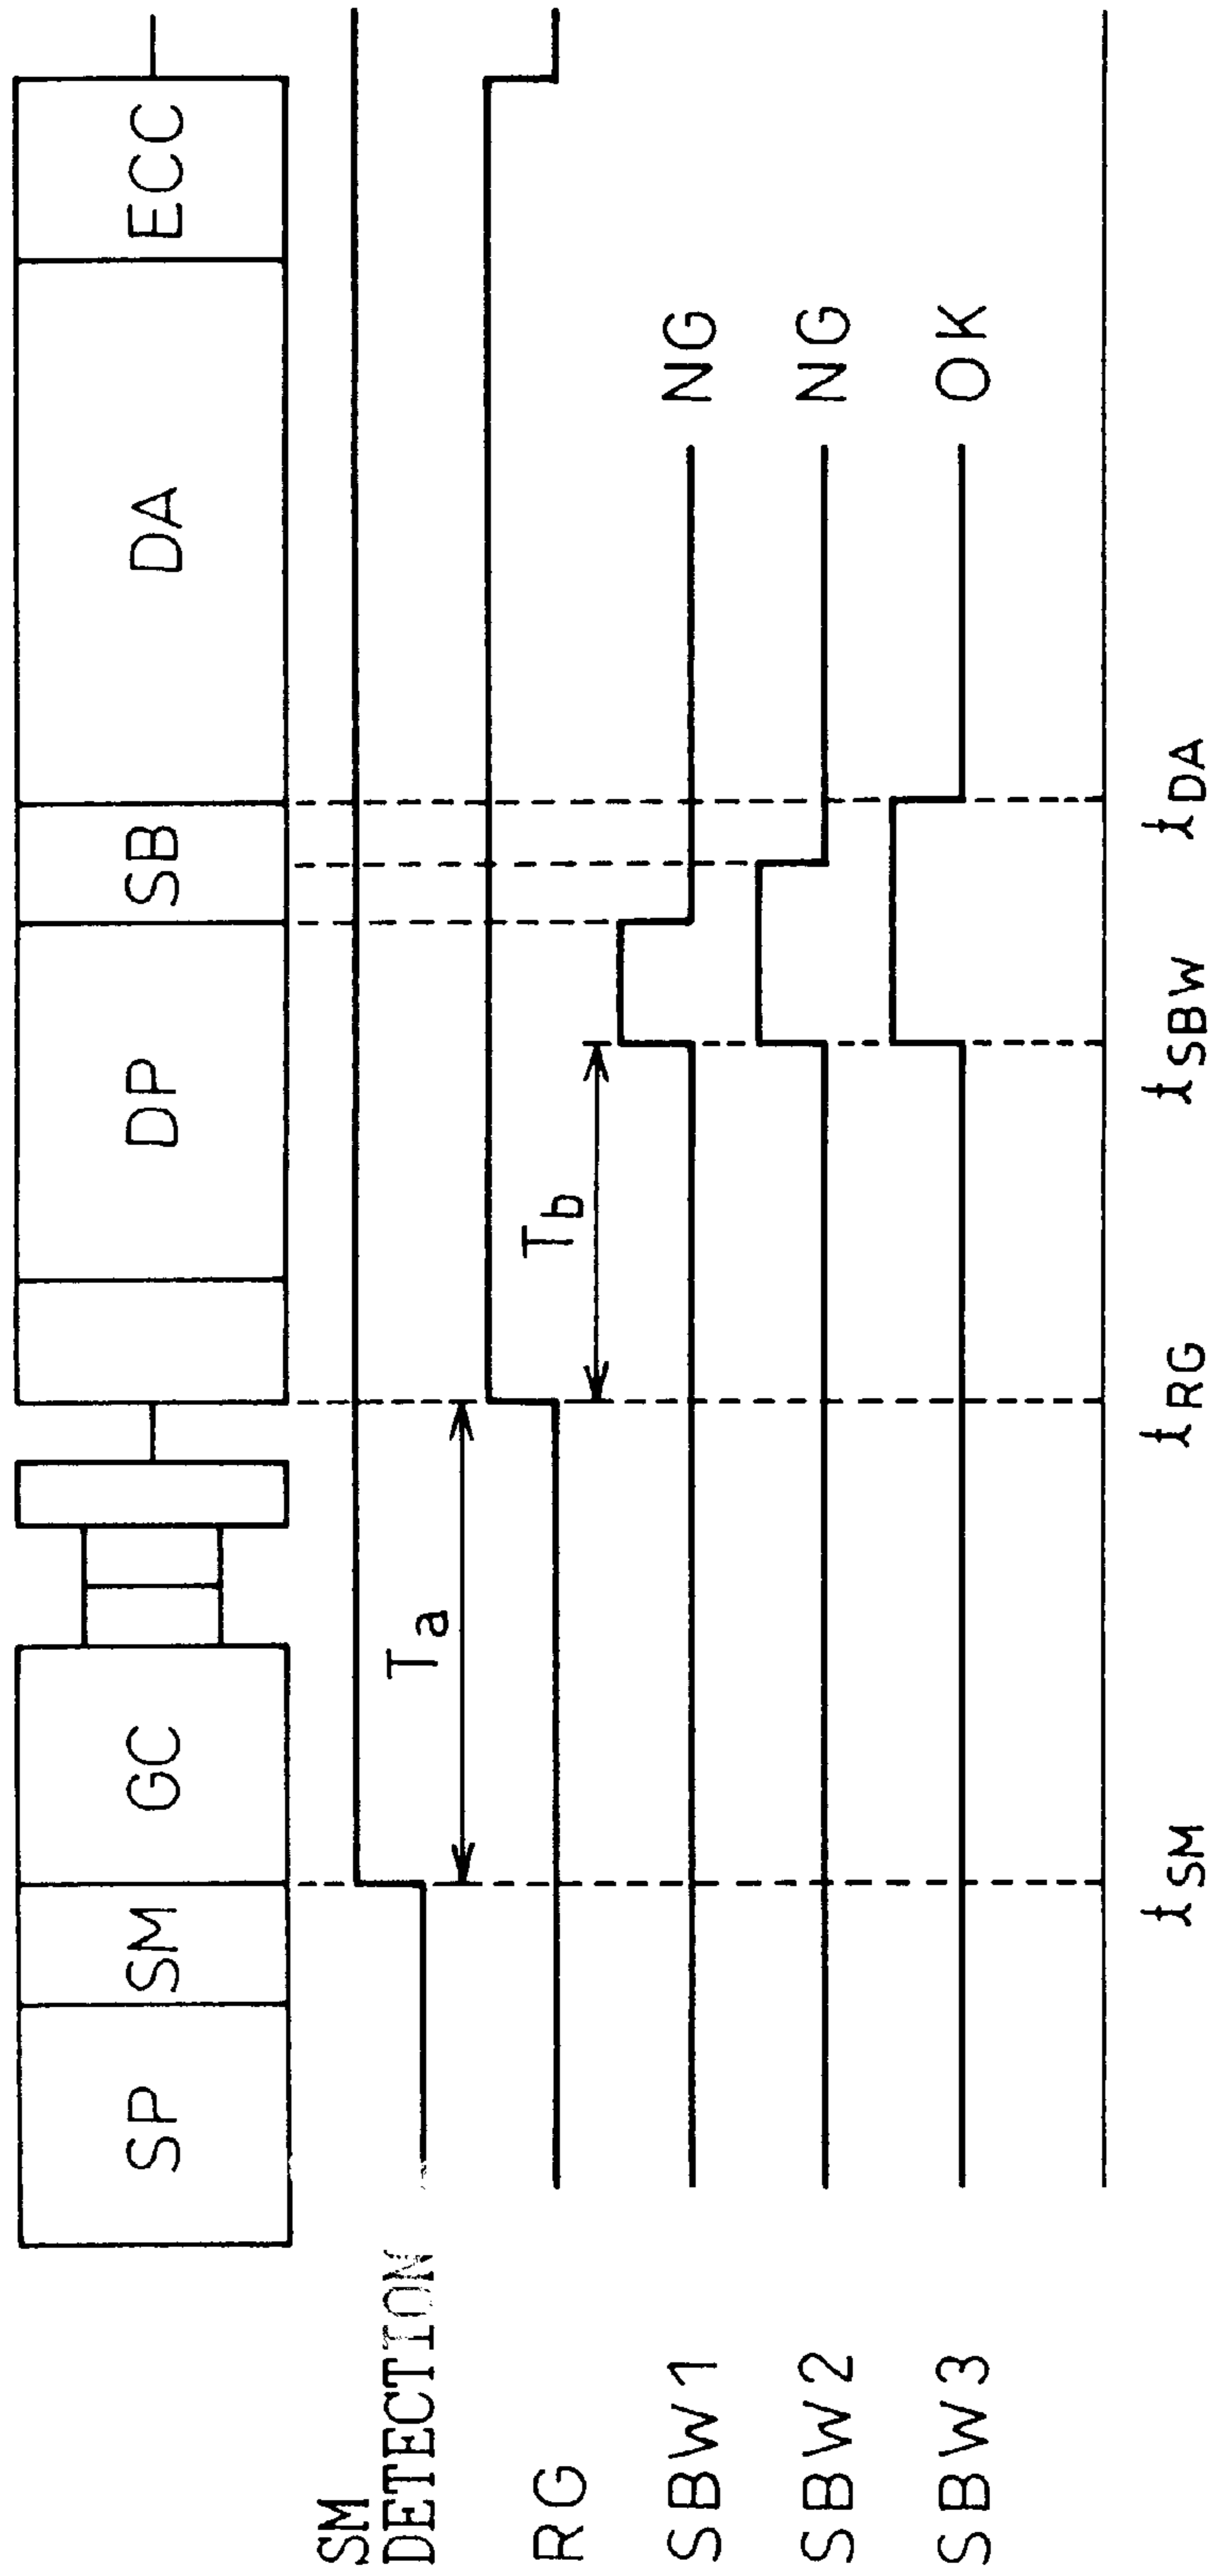 SP SM GC DP SB DA ECC
SM
DETECTION
Ta
RG
Tb
SBW1 NG
SBW2 NG
SBW3 OK
tSM tRG tSBW tDA